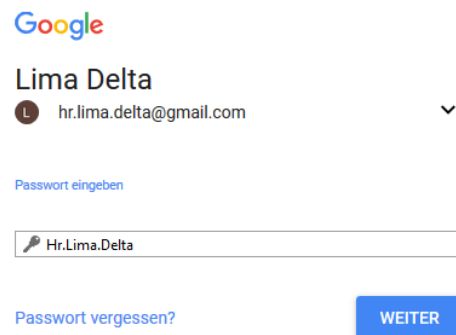 Google
Lima Delta
L hr.lima.delta@gmail.com
Passwort eingeben
Hr.Lima.Delta
Passwort vergessen? WEITER